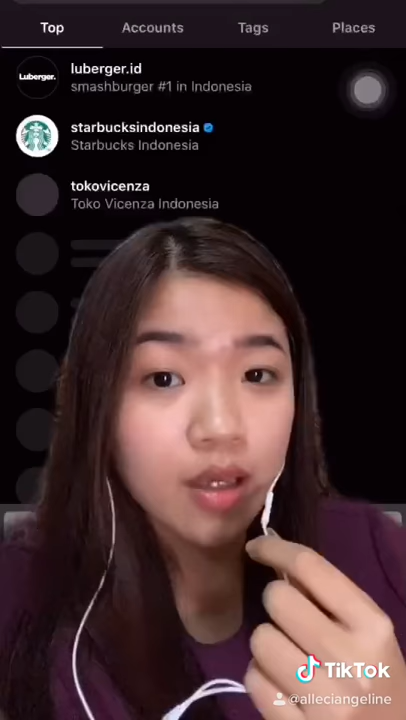 Top Accounts Tags Places
Luberger.
luberger.id
smashburger #1 in Indonesia
starbucksindonesia
Starbucks Indonesia
tokovicenza
Toko Vicenza Indonesia
TikTok
@alleciangeline